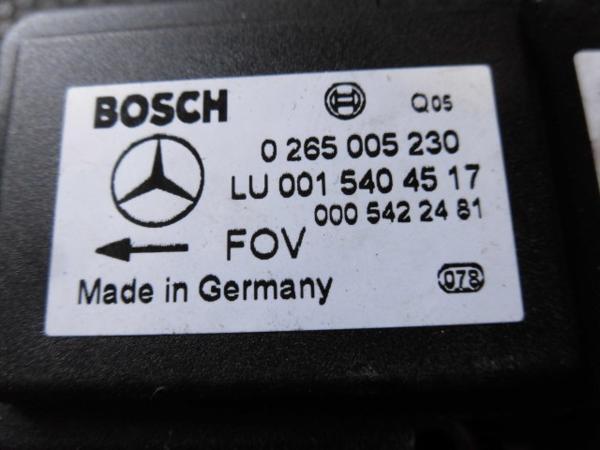 BOSCH
Q05
0 265 005 230
LU 001 540 45 17
000 542 24 81
FOV
Made in Germany
078